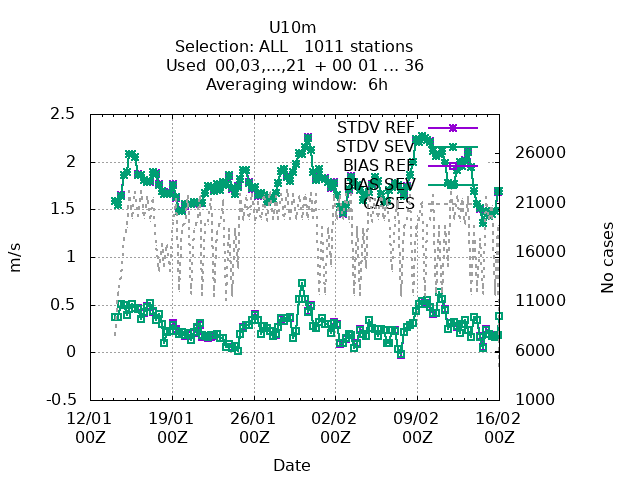 U10m
Selection: ALL   1011 stations
Used  00,03,...,21  + 00 01 ... 36
Averaging window:  6h
STDV REF
STDV SEV
BIAS REF
BIAS SEV
CASES
2.5
2
1.5
1
0.5
0
-0.5
m/s
26000
21000
16000
11000
6000
1000
No cases
12/01 19/01 26/01 02/02 09/02 16/02
00Z 00Z 00Z 00Z 00Z 00Z
Date